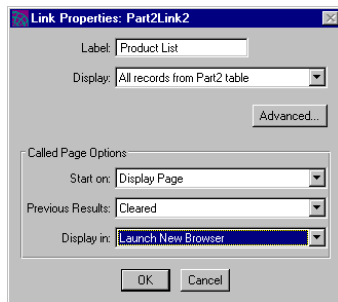 Link Properties: Part2Link2
Label: Product List
Display: All records from Part2 table
Advanced...
Called Page Options
Start on: Display Page
Previous Results: Cleared
Display in: Launch New Browser
OK Cancel